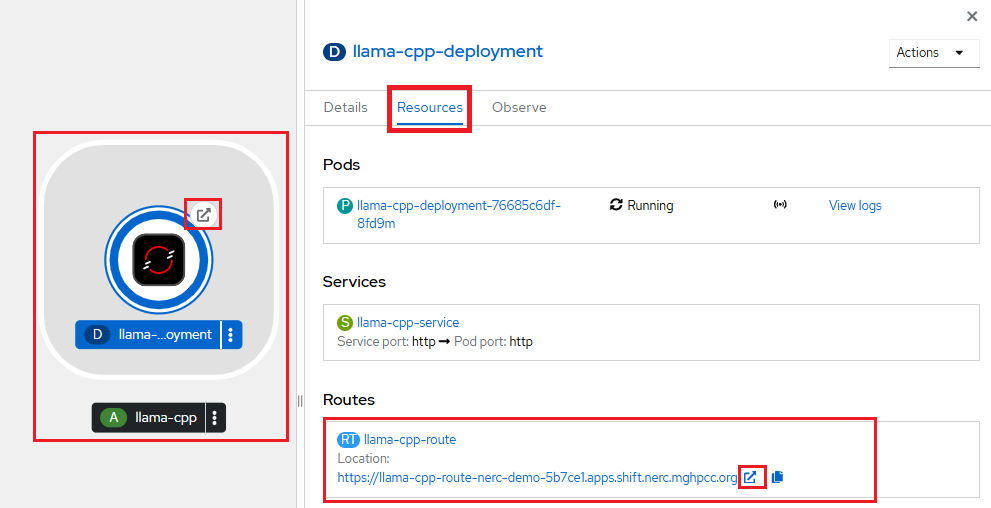 D llama-cpp-deployment
Actions
Details Resources Observe
Pods
P llama-cpp-deployment-76685c6df-
8fd9m
Running
View logs
Services
S llama-cpp-service
Service port: http → Pod port: http
Routes
RT llama-cpp-route
Location:
https://llama-cpp-route-nerc-demo-5b7ce1.apps.shift.nerc.mghpcc.org
D llama-...oyment
A llama-cpp